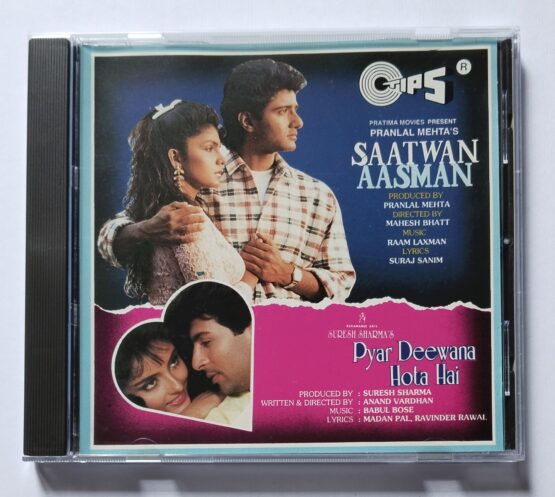 TIPS
R
PRATIMA MOVIES PRESENT
PRANLAL MEHTA'S
SAATWAN
AASMAN
PRODUCED BY
PRANLAL MEHTA
DIRECTED BY
MAHESH BHATT
MUSIC
RAAM LAXMAN
LYRICS
SURAJ SANIM
SURESH SHARMA'S
Pyar Deewana
Hota Hai
PRODUCED BY : SURESH SHARMA
WRITTEN & DIRECTED BY : ANAND VARDHAN
MUSIC : BABUL BOSE
LYRICS : MADAN PAL, RAVINDER RAWAL